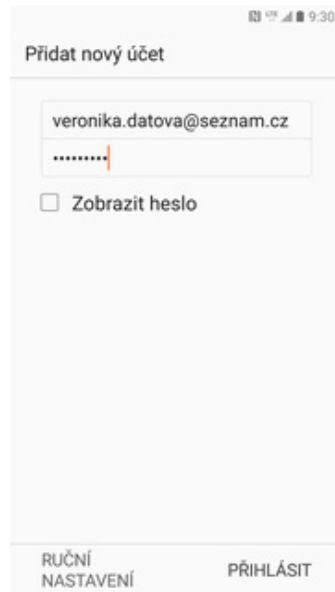 9:30
Přidat nový účet
veronika.datova@seznam.cz
•••••••••
Zobrazit heslo
RUČNÍ
NASTAVENÍ
PŘIHLÁSIT